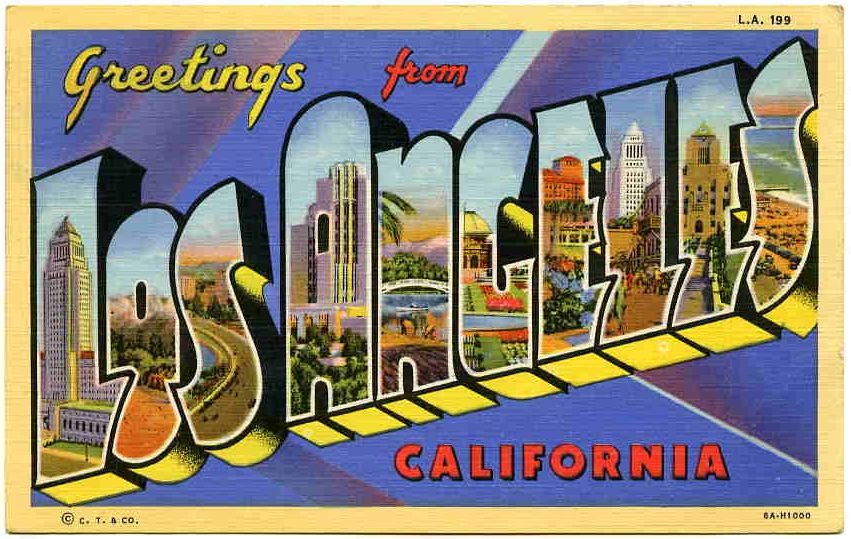 L.A. 199
Greetings from
LOS ANGELES
CALIFORNIA
© C. T. & CO.
6A-H1000